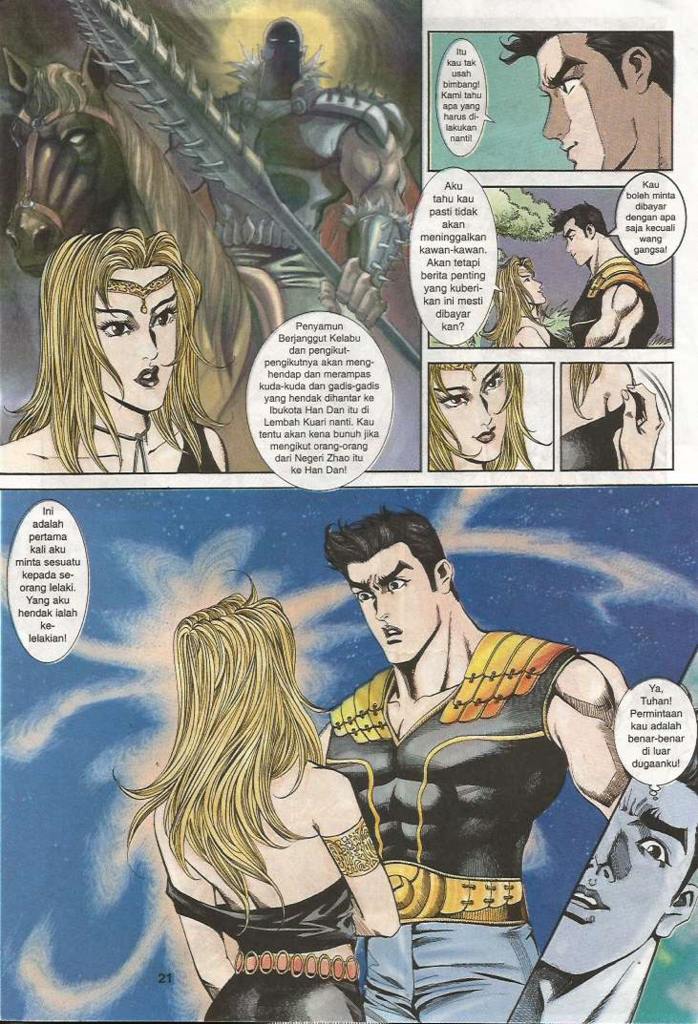 Penyamun
Berjanggut Kelabu
dan pengikut-
pengikutnya akan meng-
hendap dan merampas
kuda-kuda dan gadis-gadis
yang hendak dihantar ke
Ibukota Han Dan itu di
Lembah Kuari nanti. Kau
tentu akan kena bunuh jika
mengikut orang-orang
dari Negeri Zhao itu
ke Han Dan!
Itu
kau tak
usah
bimbang!
Kami tahu
apa yang
harus di-
lakukan
nanti!
Aku
tahu kau
pasti tidak
akan
meninggalkan
kawan-kawan.
Akan tetapi
berita penting
yang kuberi-
kan ini mesti
dibayar
kan?
Kau
boleh minta
dibayar
dengan apa
saja kecuali
wang
gangsa!
Ini
adalah
pertama
kali aku
minta sesuatu
kepada se-
orang lelaki.
Yang aku
hendak ialah
ke-
lelakian!
Ya,
Tuhan!
Permintaan
kau adalah
benar-benar
di luar
dugaanku!
21